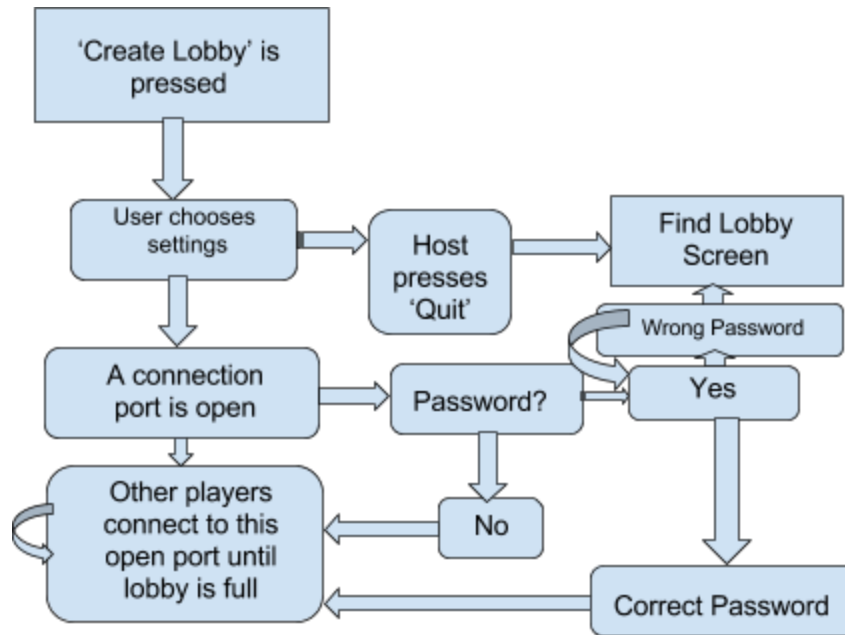 ‘Create Lobby’ is
pressed
User chooses
settings
Host
presses
‘Quit’
Find Lobby
Screen
Wrong Password
A connection
port is open
Password?
Yes
Other players
connect to this
open port until
lobby is full
No
Correct Password